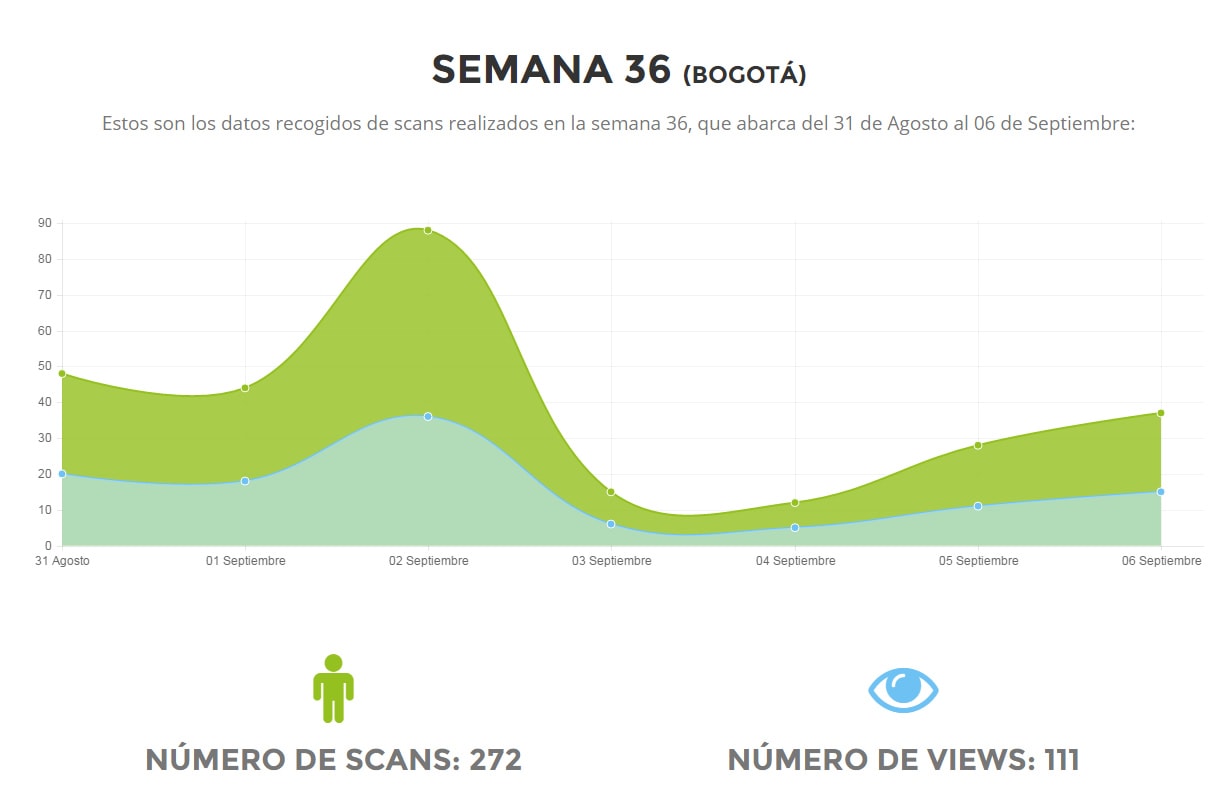 SEMANA 36 (BOGOTÁ)
Estos son los datos recogidos de scans realizados en la semana 36, que abarca del 31 de Agosto al 06 de Septiembre:
90
80
70
60
50
40
30
20
10
0
31 Agosto 01 Septiembre 02 Septiembre 03 Septiembre 04 Septiembre 05 Septiembre 06 Septiembre
NÚMERO DE SCANS: 272 NÚMERO DE VIEWS: 111